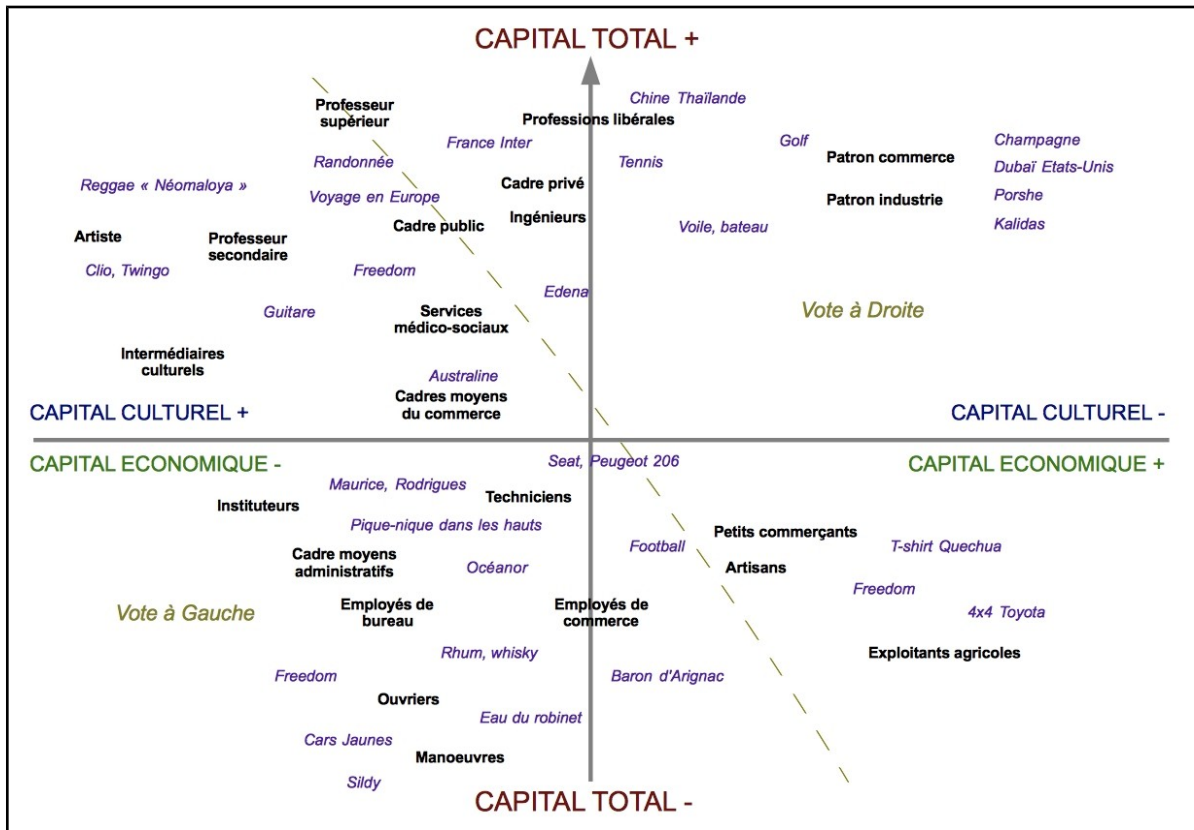 CAPITAL TOTAL +
Chine Thaïlande
Professeur
supérieur
Professions libérales
France Inter
Golf
Champagne
Patron commerce
Randonnée
Tennis
Dubaï Etats-Unis
Reggae « Néomaloya »
Cadre privé
Voyage en Europe
Patron industrie
Porshe
Ingénieurs
Cadre public
Voile, bateau
Kalidas
Artiste
Professeur
secondaire
Clio, Twingo
Freedom
Edena
Guitare
Services
médico-sociaux
Vote à Droite
Intermédiaires
culturels
Australine
Cadres moyens
du commerce
CAPITAL CULTUREL +
CAPITAL CULTUREL -
CAPITAL ECONOMIQUE -
Seat, Peugeot 206
CAPITAL ECONOMIQUE +
Maurice, Rodrigues
Techniciens
Instituteurs
Pique-nique dans les hauts
Petits commerçants
Football
T-shirt Quechua
Cadre moyens
administratifs
Océanor
Artisans
Freedom
Vote à Gauche
Employés de
bureau
Employés de
commerce
4x4 Toyota
Rhum, whisky
Exploitants agricoles
Freedom
Baron d'Arignac
Ouvriers
Eau du robinet
Cars Jaunes
Manoeuvres
Sildy
CAPITAL TOTAL -